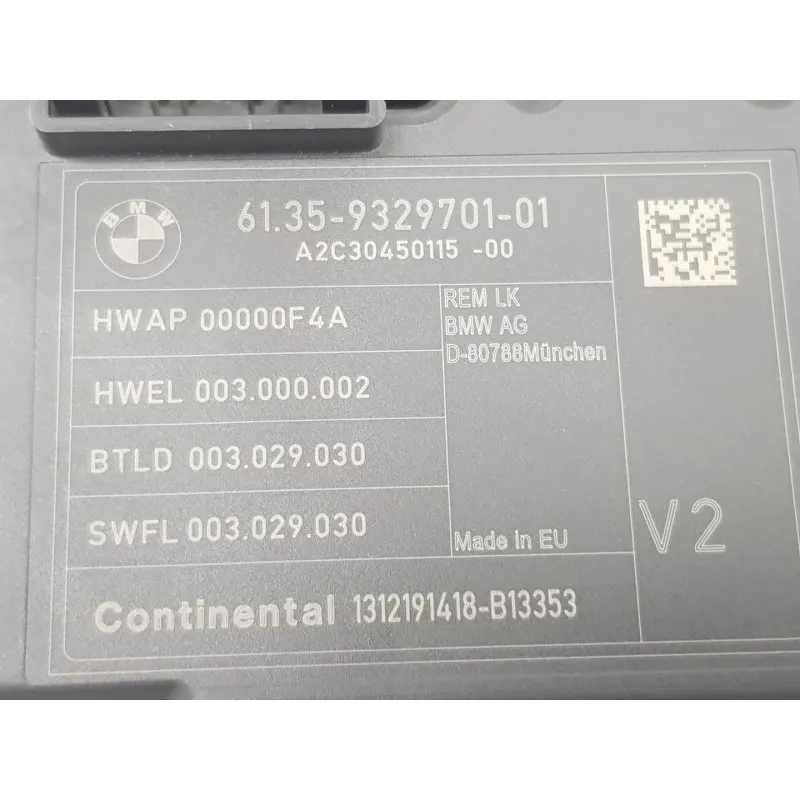 BMW
61.35-9329701-01
A2C30450115 -00
HWAP 00000F4A
REM LK
BMW AG
D-80788München
HWEL 003.000.002
BTLD 003.029.030
SWFL 003.029.030
Made in EU
V2
Continental 1312191418-B13353